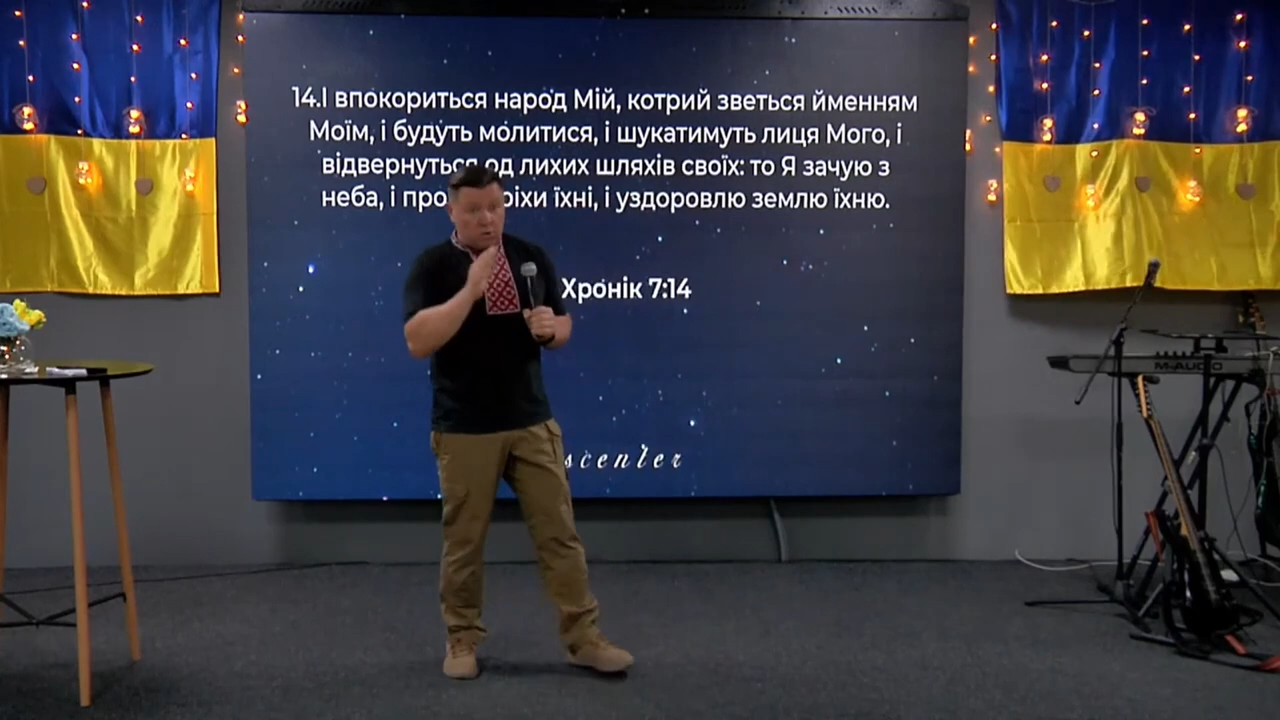 14.І впокориться народ Мій, котрий зветься йменням
Моїм, і будуть молитися, і шукатимуть лиця Мого, і
відвернуться од лихих шляхів своїх: то Я зачую з
неба, і їхні, і уздоровлю землю їхню.
Хронік 7:14
scenter
M-AUDIO